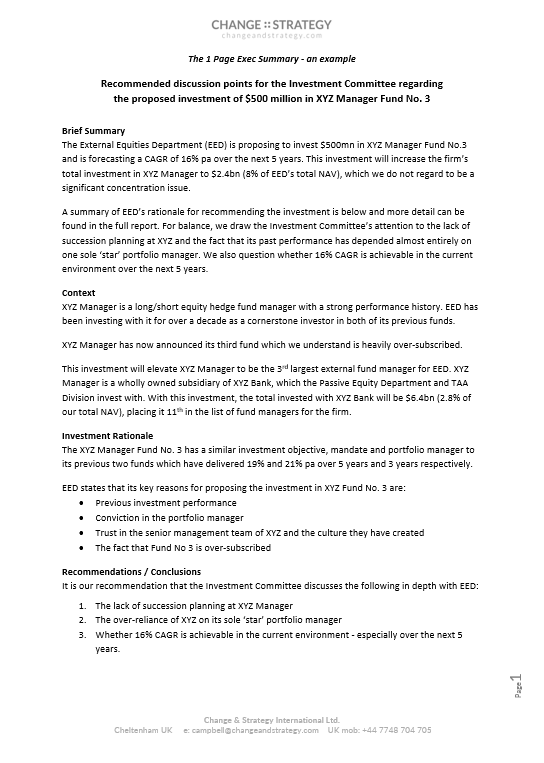 CHANGE :: STRATEGY
changeandstrategy.com
The 1 Page Exec Summary - an example
Recommended discussion points for the Investment Committee regarding
the proposed investment of $500 million in XYZ Manager Fund No. 3
Brief Summary
The External Equities Department (EED) is proposing to invest $500mn in XYZ Manager Fund No.3
and is forecasting a CAGR of 16% pa over the next 5 years. This investment will increase the firm's
total investment in XYZ Manager to $2.4bn (8% of EED's total NAV), which we do not regard to be a
significant concentration issue.
A summary of EED's rationale for recommending the investment is below and more detail can be
found in the full report. For balance, we draw the Investment Committee's attention to the lack of
succession planning at XYZ and the fact that its past performance has depended almost entirely on
one sole 'star' portfolio manager. We also question whether 16% CAGR is achievable in the current
environment over the next 5 years.
Context
XYZ Manager is a long/short equity hedge fund manager with a strong performance history. EED has
been investing with it for over a decade as a cornerstone investor in both of its previous funds.
XYZ Manager has now announced its third fund which we understand is heavily over-subscribed.
This investment will elevate XYZ Manager to be the 3rd largest external fund manager for EED. XYZ
Manager is a wholly owned subsidiary of XYZ Bank, which the Passive Equity Department and TAA
Division invest with. With this investment, the total invested with XYZ Bank will be $6.4bn (2.8% of
our total NAV), placing it 11th in the list of fund managers for the firm.
Investment Rationale
The XYZ Manager Fund No. 3 has a similar investment objective, mandate and portfolio manager to
its previous two funds which have delivered 19% and 21% pa over 5 years and 3 years respectively.
EED states that its key reasons for proposing the investment in XYZ Fund No. 3 are:
• Previous investment performance
• Conviction in the portfolio manager
• Trust in the senior management team of XYZ and the culture they have created
• The fact that Fund No 3 is over-subscribed
Recommendations / Conclusions
It is our recommendation that the Investment Committee discusses the following in depth with EED:
1. The lack of succession planning at XYZ Manager
2. The over-reliance of XYZ on its sole 'star' portfolio manager
3. Whether 16% CAGR is achievable in the current environment - especially over the next 5
years.
Page 1
Change & Strategy International Ltd.
Cheltenham UK e: campbell@changeandstrategy.com UK mob: +44 7748 704 705